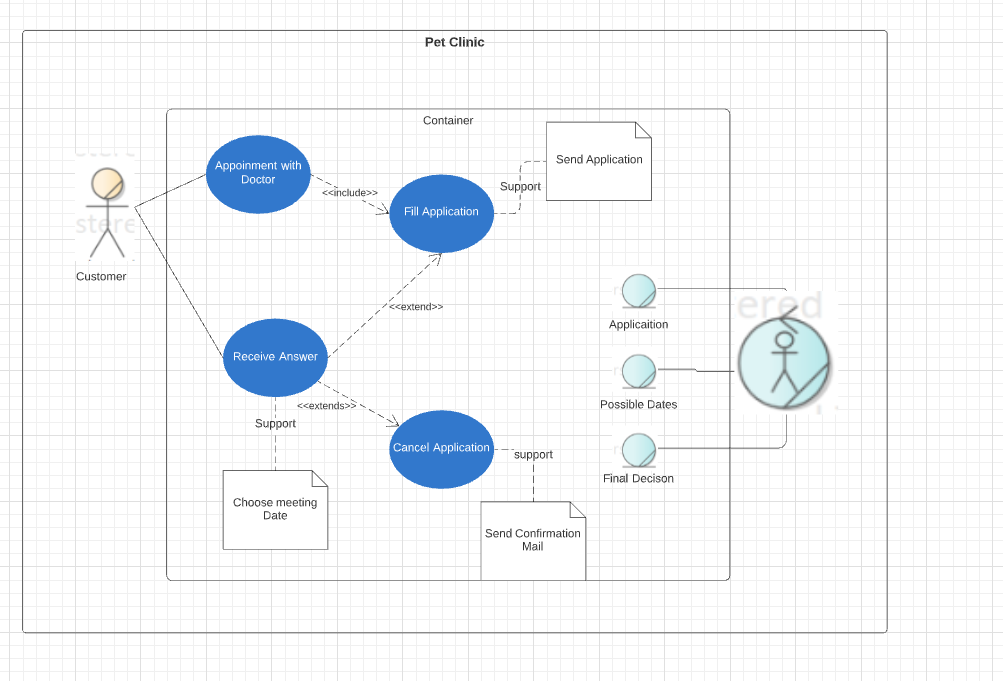 Pet Clinic
Container
Appoinment with
Doctor
<<include>>
Fill Application
Support
Send Application
stere
Customer
<<extend>>
Applicaition
ered
Receive Answer
Possible Dates
<<extends>>
Support
Cancel Application
support
Final Decison
Choose meeting
Date
Send Confirmation
Mail